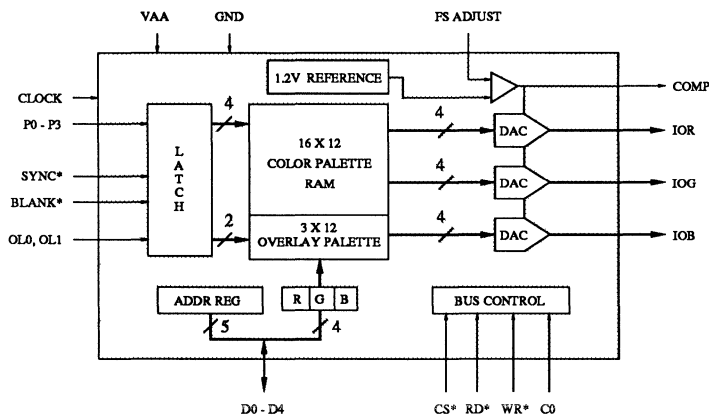 VAA GND FS ADJUST
1.2V REFERENCE
COMP
CLOCK
P0 - P3
4
4
DAC
IOR
L
A
T
C
H
16 X 12
COLOR PALETTE
RAM
SYNC*
4
DAC
IOG
BLANK*
OL0, OL1
2
3 X 12
OVERLAY PALETTE
4
DAC
IOB
ADDR REG
R G B
BUS CONTROL
5
4
D0 - D4
CS* RD* WR* C0